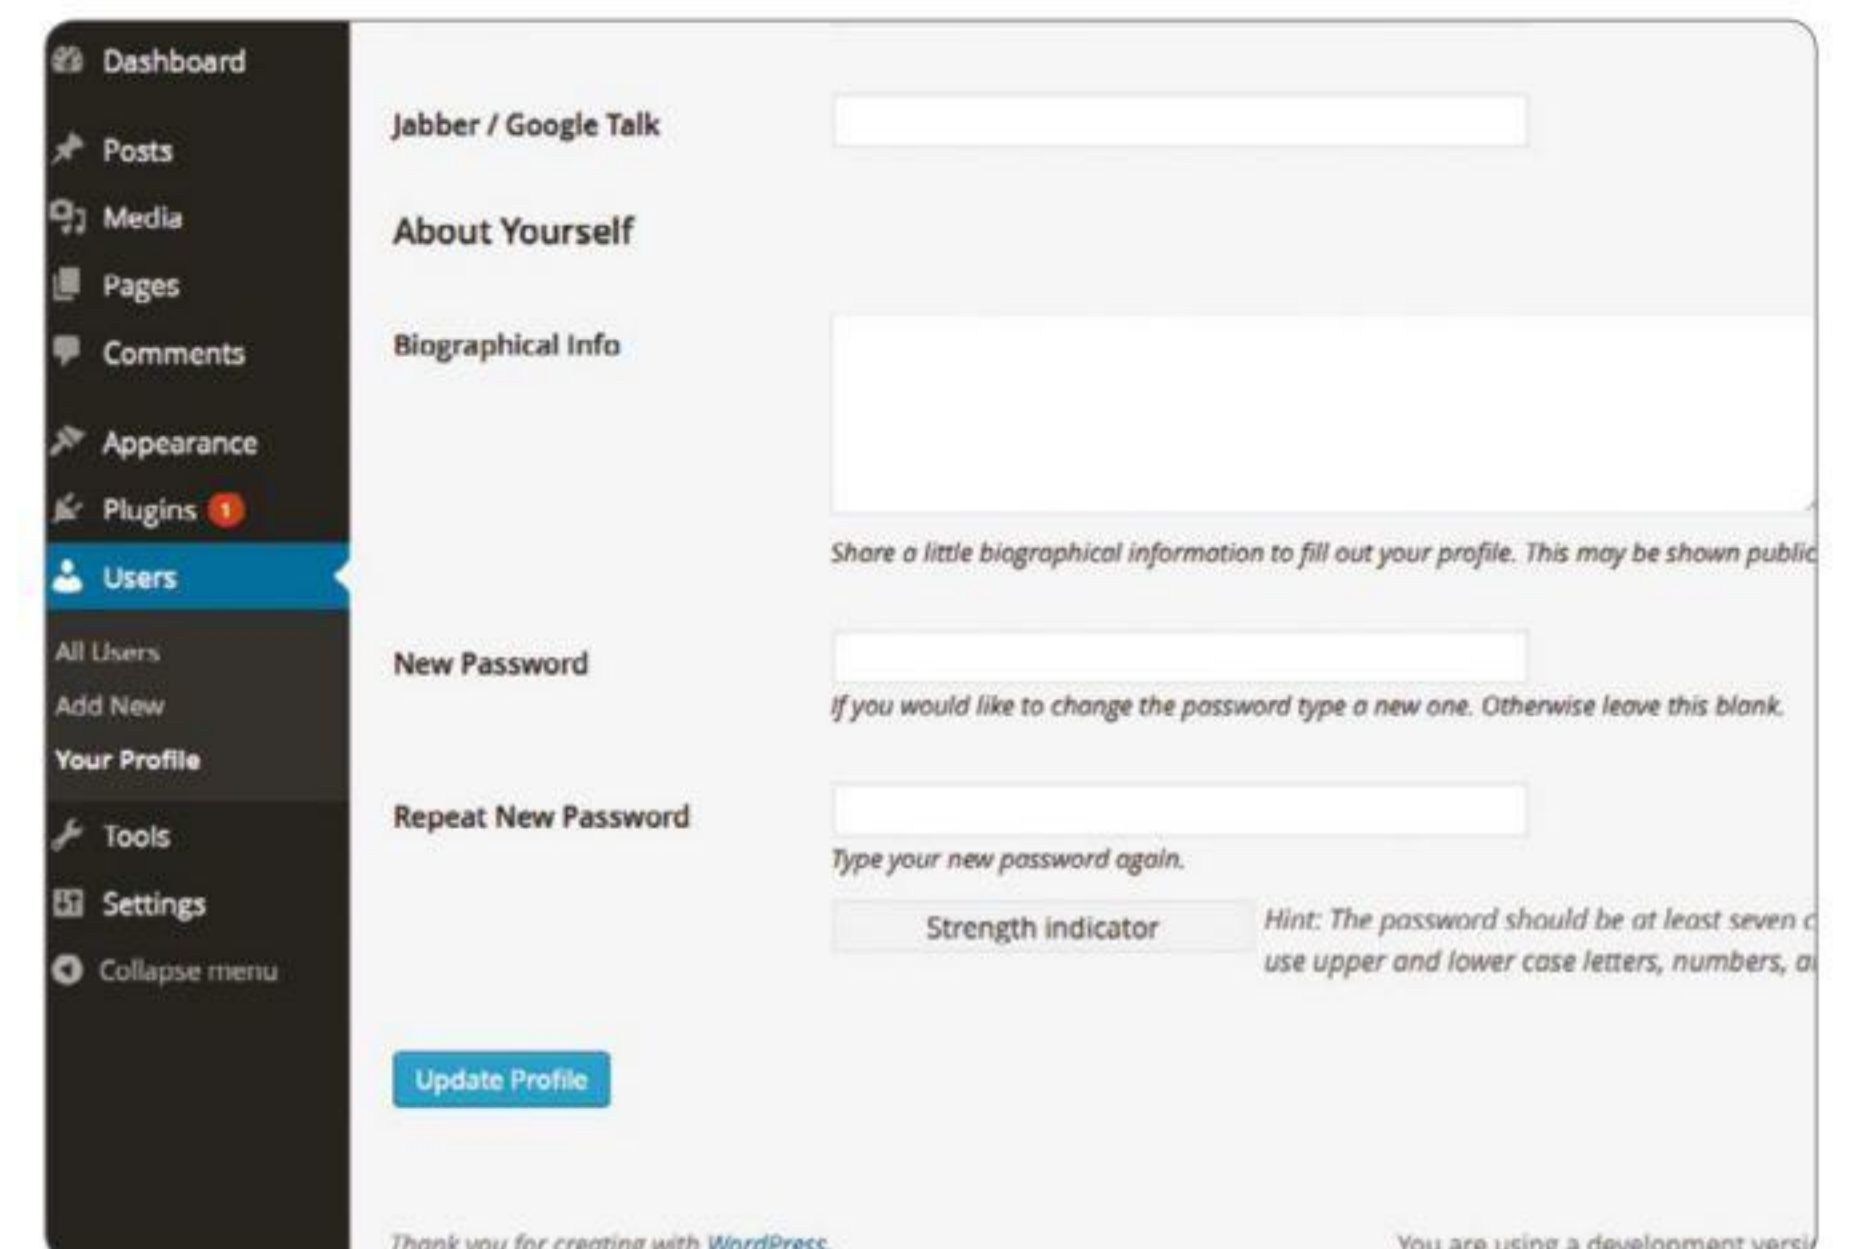 Dashboard
Posts
Media
Pages
Comments
Appearance
Plugins 1
Users
All Users
Add New
Your Profile
Tools
Settings
Collapse menu
Jabber / Google Talk
About Yourself
Biographical Info
Share a little biographical information to fill out your profile. This may be shown public
New Password
If you would like to change the password type a new one. Otherwise leave this blank.
Repeat New Password
Type your new password again.
Strength indicator
Hint: The password should be at least seven c
use upper and lower case letters, numbers, a
Update Profile
Thank you for creating with WordPress.
You are using a development versi